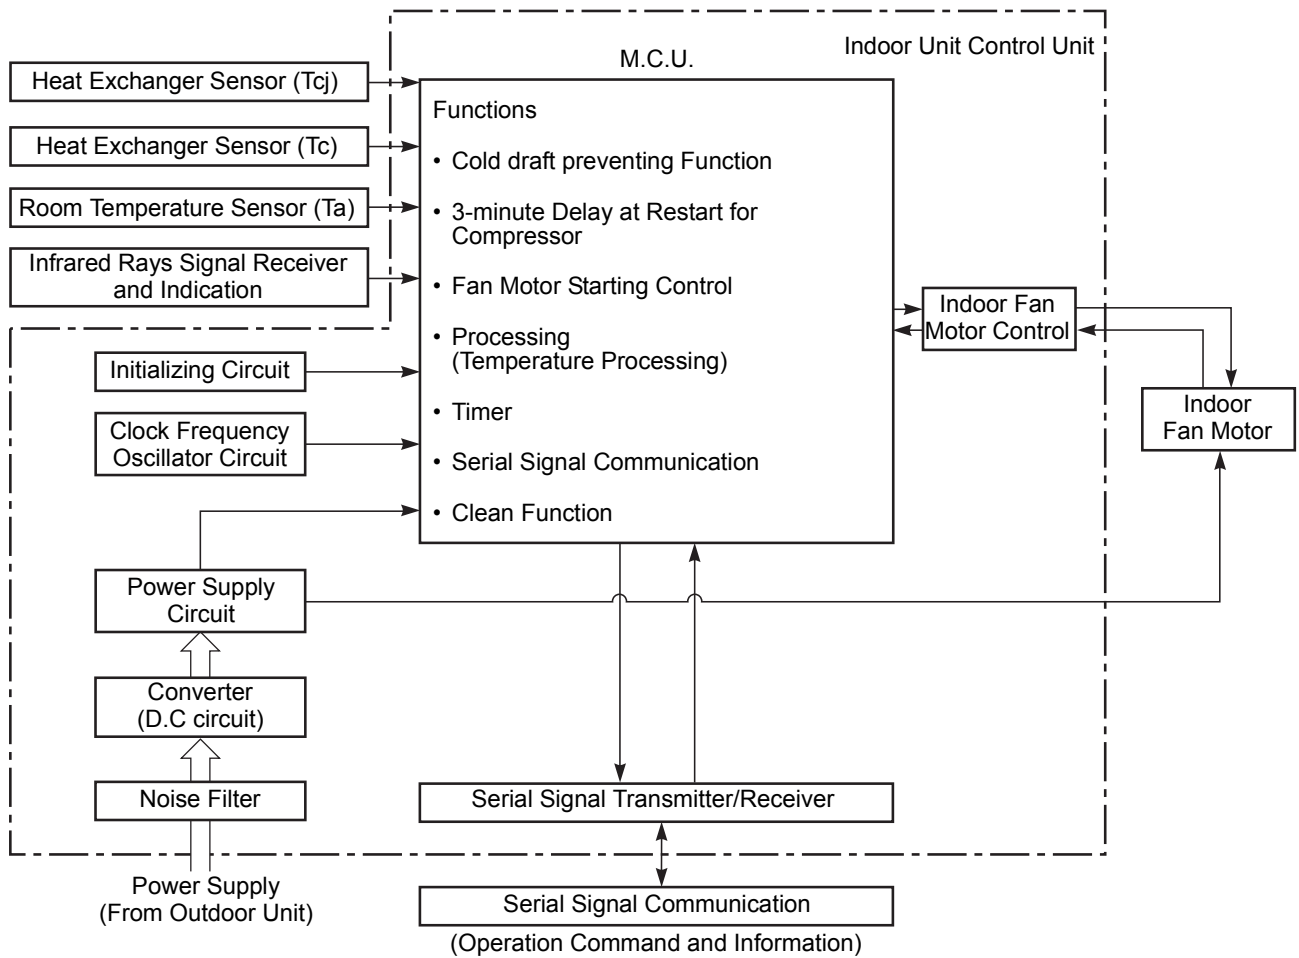 Indoor Unit Control Unit
M.C.U.
Heat Exchanger Sensor (Tcj)
Heat Exchanger Sensor (Tc)
Room Temperature Sensor (Ta)
Infrared Rays Signal Receiver
and Indication
Initializing Circuit
Clock Frequency
Oscillator Circuit
Functions
• Cold draft preventing Function
• 3-minute Delay at Restart for
Compressor
• Fan Motor Starting Control
• Processing
(Temperature Processing)
• Timer
• Serial Signal Communication
• Clean Function
Indoor Fan
Motor Control
Indoor
Fan Motor
Power Supply
Circuit
Converter
(D.C circuit)
Noise Filter
Power Supply
(From Outdoor Unit)
Serial Signal Transmitter/Receiver
Serial Signal Communication
(Operation Command and Information)